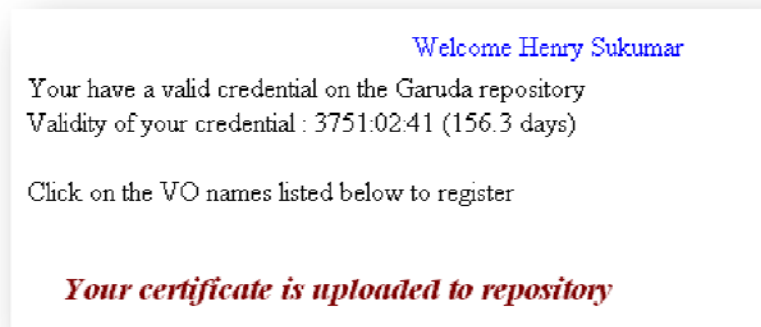 Welcome Henry Sukumar
Your have a valid credential on the Garuda repository
Validity of your credential : 3751:02:41 (156.3 days)
Click on the VO names listed below to register
Your certificate is uploaded to repository